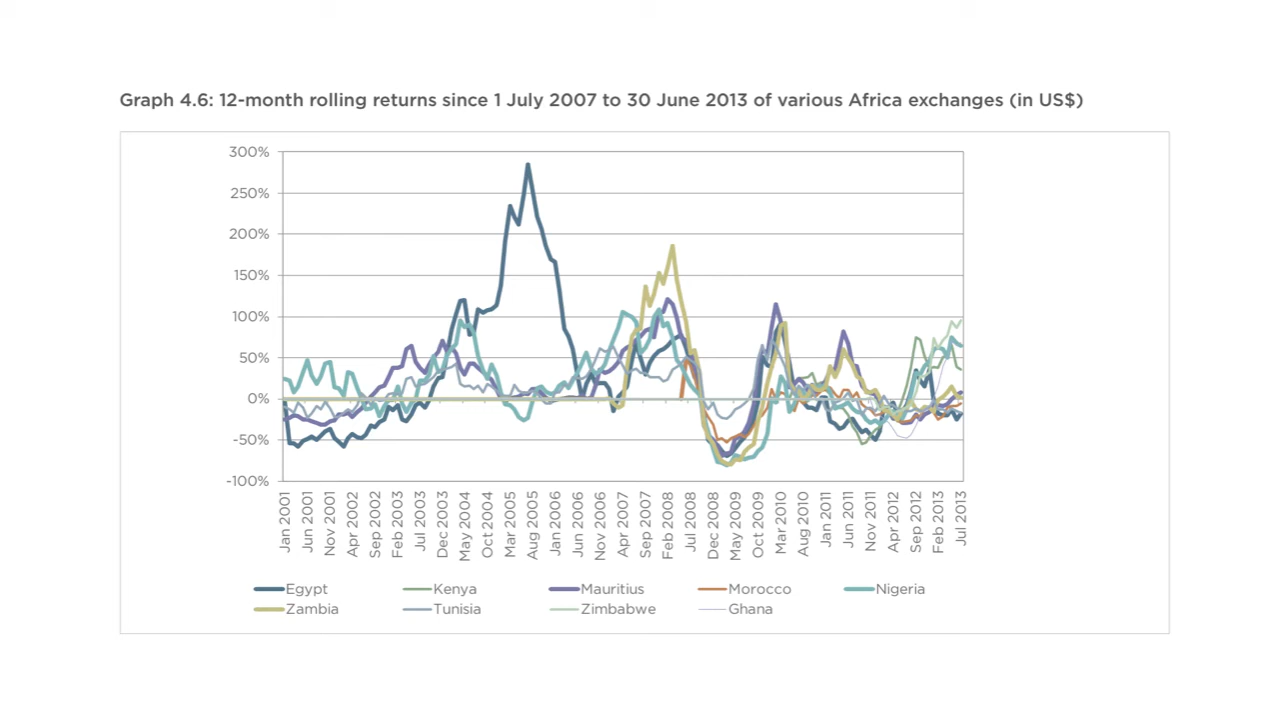 Graph 4.6: 12-month rolling returns since 1 July 2007 to 30 June 2013 of various Africa exchanges (in US$)
300%
250%
200%
150%
100%
50%
0%
-50%
-100%
Jan 2001
Jun 2001
Nov 2001
Apr 2002
Sep 2002
Feb 2003
Jul 2003
Dec 2003
May 2004
Oct 2004
Mar 2005
Aug 2005
Jan 2006
Jun 2006
Nov 2006
Apr 2007
Sep 2007
Feb 2008
Jul 2008
Dec 2008
May 2009
Oct 2009
Mar 2010
Aug 2010
Jan 2011
Jun 2011
Nov 2011
Apr 2012
Sep 2012
Feb 2013
Jul 2013
Egypt Kenya Mauritius Morocco Nigeria
Zambia Tunisia Zimbabwe Ghana